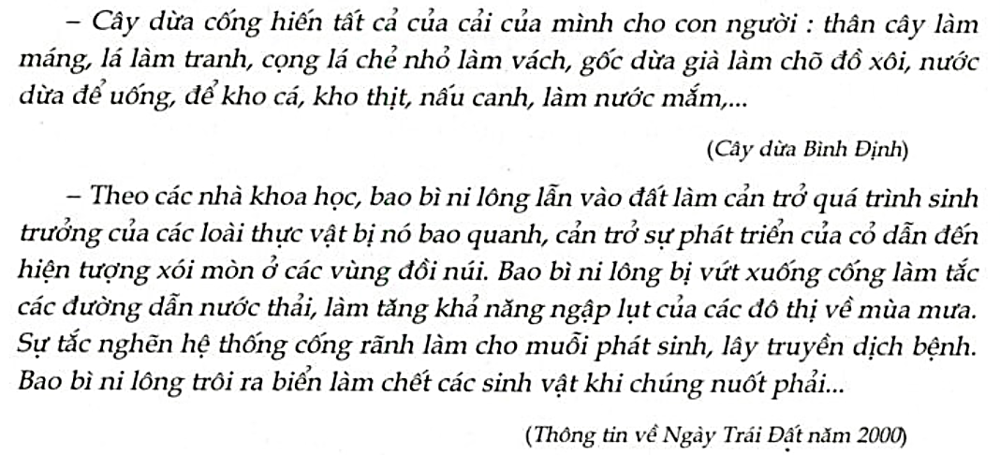 – Cây dừa cống hiến tất cả của cải của mình cho con người : thân cây làm
máng, lá làm tranh, cọng lá chẻ nhỏ làm vách, gốc dừa già làm chõ đồ xôi, nước
dừa để uống, để kho cá, kho thịt, nấu canh, làm nước mắm,...
(Cây dừa Bình Định)
– Theo các nhà khoa học, bao bì ni lông lẫn vào đất làm cản trở quá trình sinh
trưởng của các loài thực vật bị nó bao quanh, cản trở sự phát triển của cỏ dẫn đến
hiện tượng xói mòn ở các vùng đồi núi. Bao bì ni lông bị vứt xuống cống làm tắc
các đường dẫn nước thải, làm tăng khả năng ngập lụt của các đô thị về mùa mưa.
Sự tắc nghẽn hệ thống cống rãnh làm cho muỗi phát sinh, lây truyền dịch bệnh.
Bao bì ni lông trôi ra biển làm chết các sinh vật khi chúng nuốt phải...
(Thông tin về Ngày Trái Đất năm 2000)